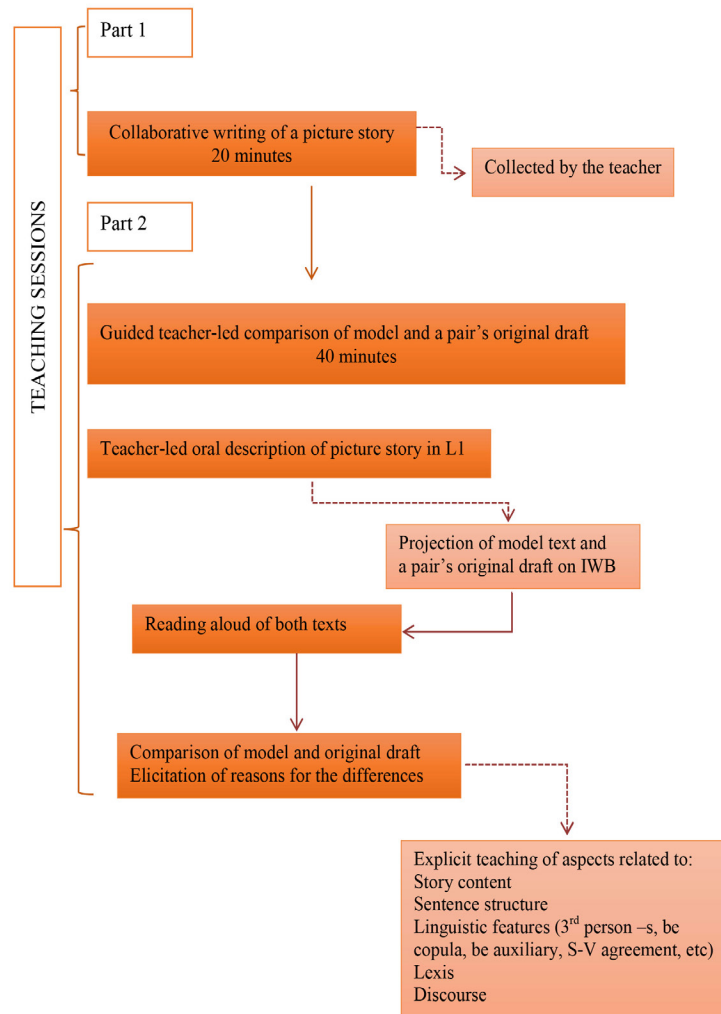 TEACHING SESSIONS
Part 1
Collaborative writing of a picture story
20 minutes
Collected by the teacher
Part 2
Guided teacher-led comparison of model and a pair’s original draft
40 minutes
Teacher-led oral description of picture story in L1
Projection of model text and
a pair’s original draft on IWB
Reading aloud of both texts
Comparison of model and original draft
Elicitation of reasons for the differences
Explicit teaching of aspects related to:
Story content
Sentence structure
Linguistic features (3rd person –s, be
copula, be auxiliary, S-V agreement, etc)
Lexis
Discourse